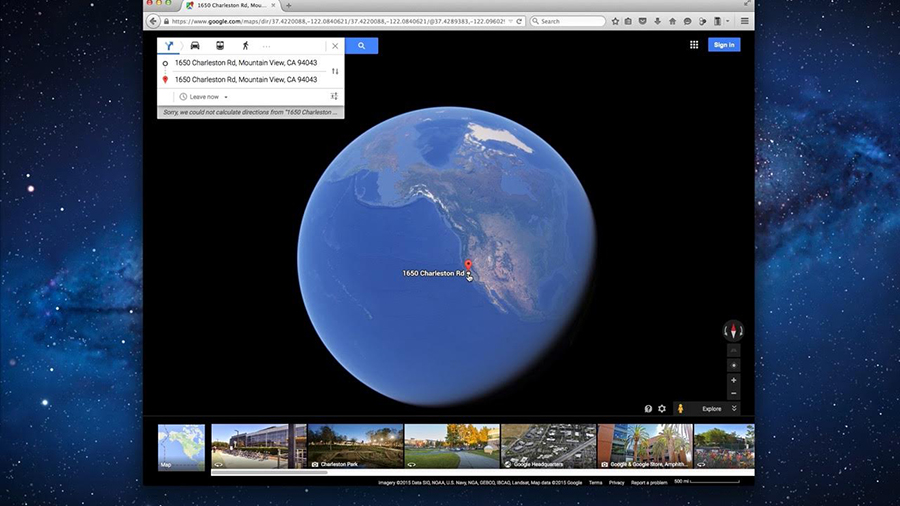 1650 Charleston Rd, Mou...
https://www.google.com/maps/dir/37.4220088,-122.0840621/37.4220088,-122.0840621/@37.4289383,-122.096025
Search
1650 Charleston Rd, Mountain View, CA 94043
1650 Charleston Rd, Mountain View, CA 94043
Leave now
Sorry, we could not calculate directions from "1650 Charleston ...
Sign in
1650 Charleston Rd
Explore
Map
Charleston Park
Google Headquarters
Google & Google Store, Amphith...
Imagery ©2015 Data SIO, NOAA, U.S. Navy, NGA, GEBCO, IBCAO, Landsat, Map data ©2015 Google Terms Privacy Report a problem 500 mi